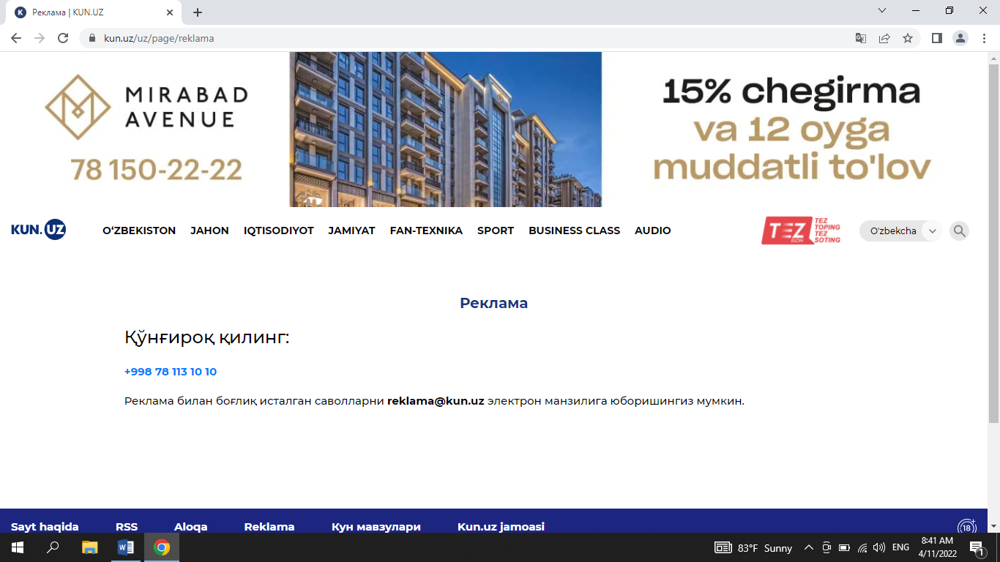 Реклама | KUN.UZ
kun.uz/uz/page/reklama
MIRABAD
AVENUE
78 150-22-22
15% chegirma
va 12 oyga
muddatli to'lov
KUN.UZ
O‘ZBEKISTON JAHON IQTISODIYOT JAMIYAT FAN-TEXNIKA SPORT BUSINESS CLASS AUDIO
TEZ
ELON
TEZ
TOPING
TEZ
SOTING
O'zbekcha
Реклама
Қўнғироқ қилинг:
+998 78 113 10 10
Реклама билан боғлиқ исталган саволларни reklama@kun.uz электрон манзилига юборишингиз мумкин.
Sayt haqida RSS Aloqa Reklama Кун мавзулари Kun.uz jamoasi
18+
83°F Sunny
ENG
8:41 AM
4/11/2022
1